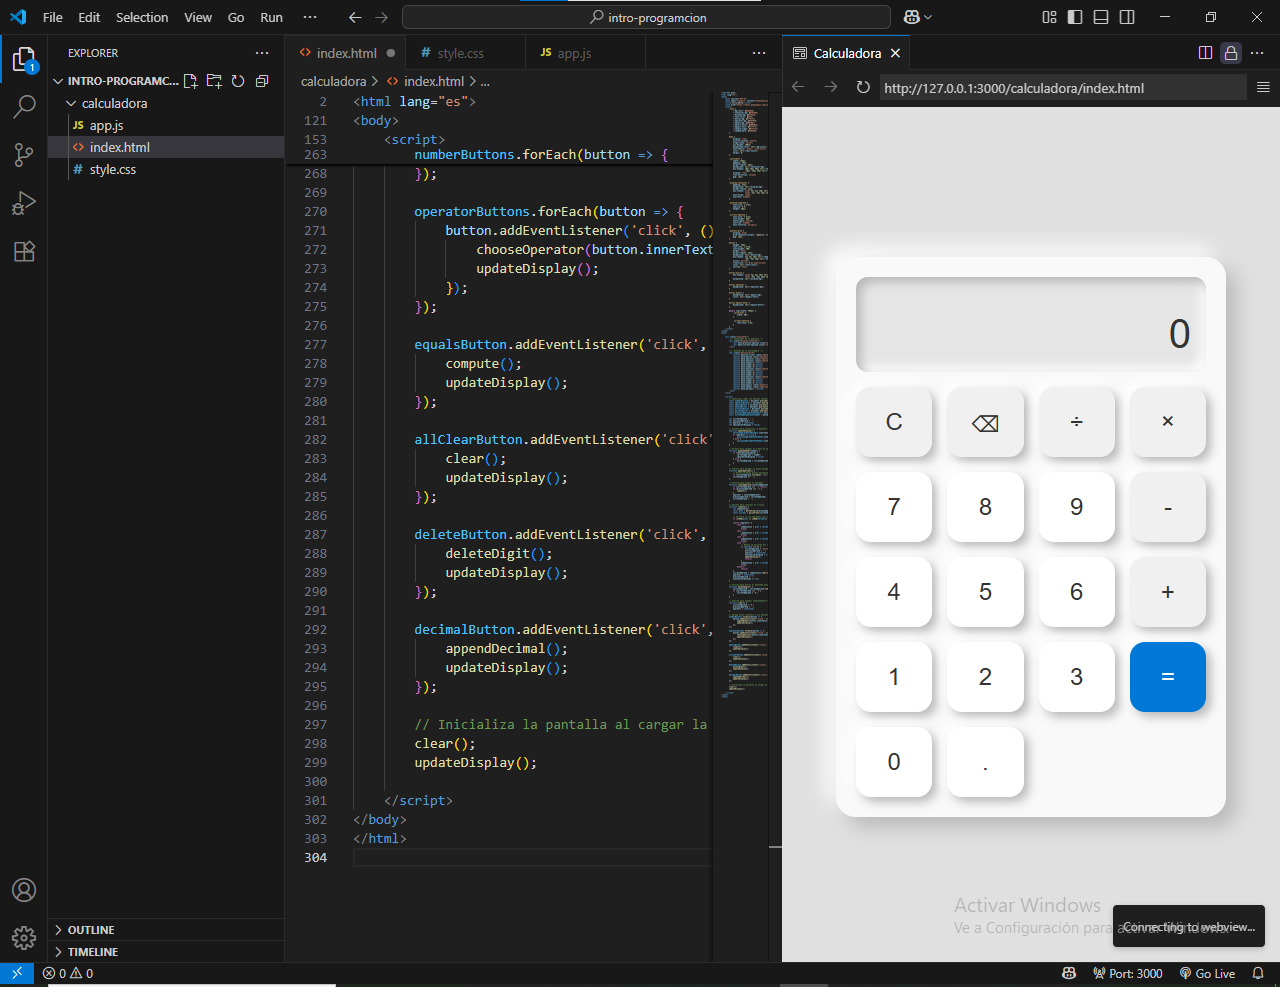 File Edit Selection View Go Run ··· intro-programcion
EXPLORER ···
INTRO-PROGRAMC...
calculadora
JS app.js
<> index.html
# style.css
OUTLINE
TIMELINE
<> index.html # style.css JS app.js ···
calculadora > <> index.html > ...
2 <html lang="es">
121 <body>
153 <script>
263 numberButtons.forEach(button => {
268 });
269
270 operatorButtons.forEach(button => {
271 button.addEventListener('click', ()
272 chooseOperator(button.innerText
273 updateDisplay();
274 });
275 });
276
277 equalsButton.addEventListener('click',
278 compute();
279 updateDisplay();
280 });
281
282 allClearButton.addEventListener('click'
283 clear();
284 updateDisplay();
285 });
286
287 deleteButton.addEventListener('click',
288 deleteDigit();
289 updateDisplay();
290 });
291
292 decimalButton.addEventListener('click',
293 appendDecimal();
294 updateDisplay();
295 });
296
297 // Inicializa la pantalla al cargar la
298 clear();
299 updateDisplay();
300
301 </script>
302 </body>
303 </html>
304
Calculadora ···
http://127.0.0.1:3000/calculadora/index.html
0
C ⌫ ÷ ×
7 8 9 -
4 5 6 +
1 2 3 =
0 .
Activar Windows
Ve a Configuración para activar Windows.
Connecting to webview...
1
0 0 Port: 3000 Go Live